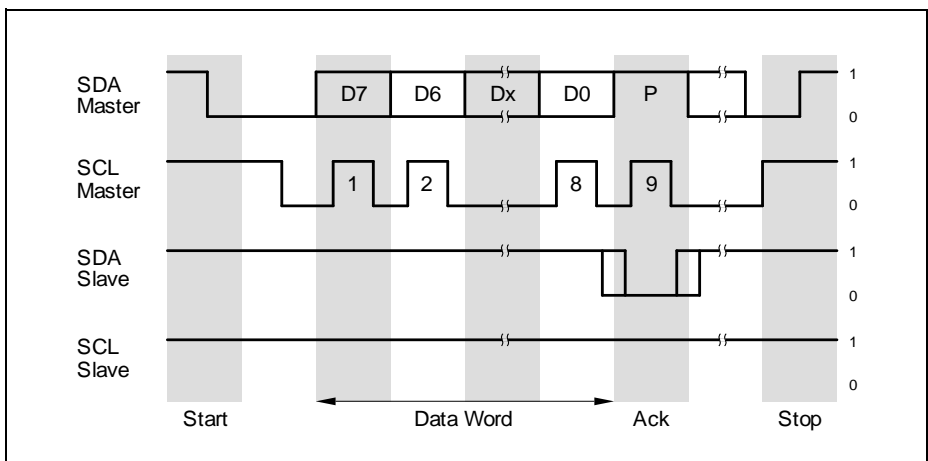 SDA Master D7 D6 Dx D0 P 1 0
SCL Master 1 2 8 9 1 0
SDA Slave 1 0
SCL Slave 1 0
Start Data Word Ack Stop